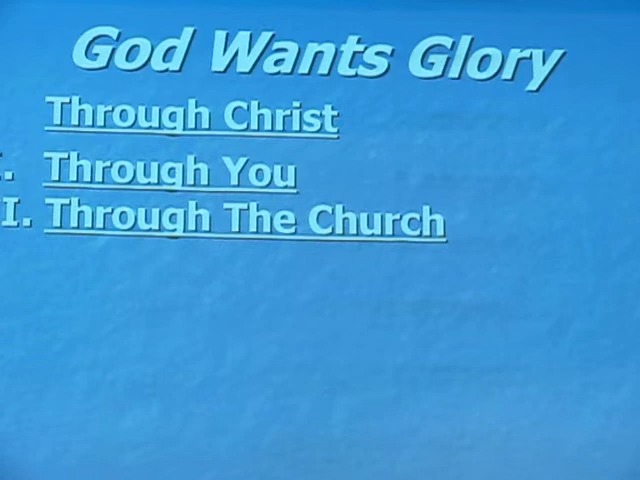 God Wants Glory
Through Christ
I. Through You
I. Through The Church